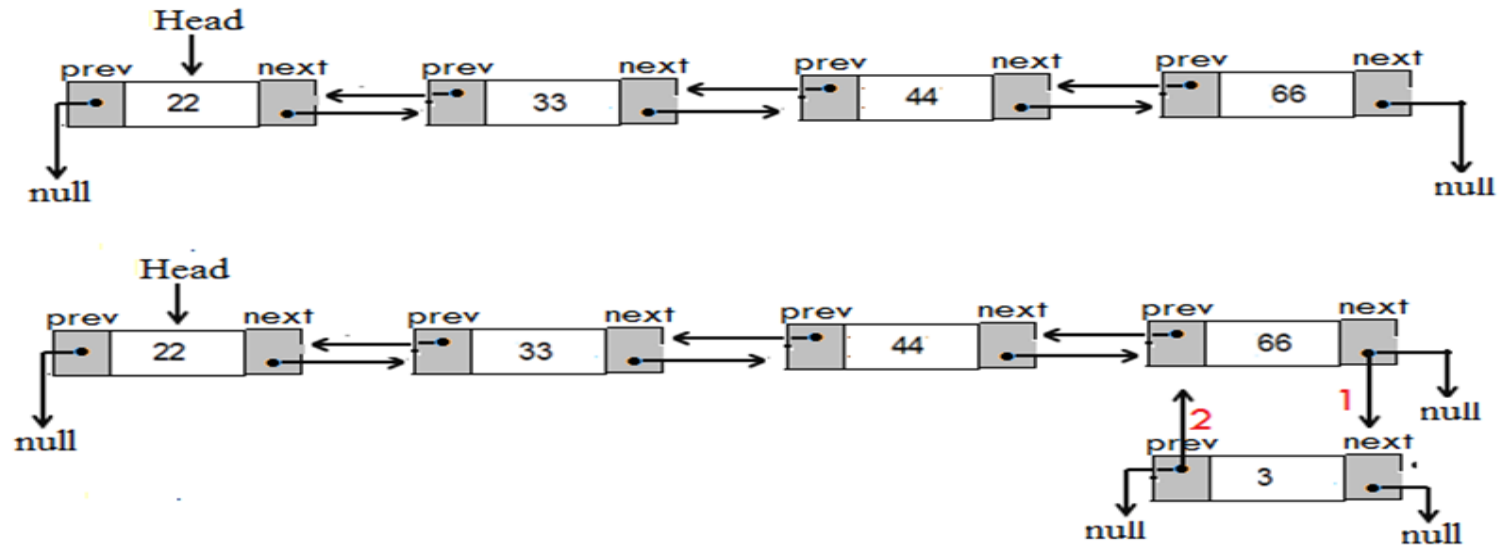 Head
prev next prev next prev next prev next
22 33 44 66
null null
Head
prev next prev next prev next prev next
22 33 44 66
null 1 null
2
prev next
3
null null